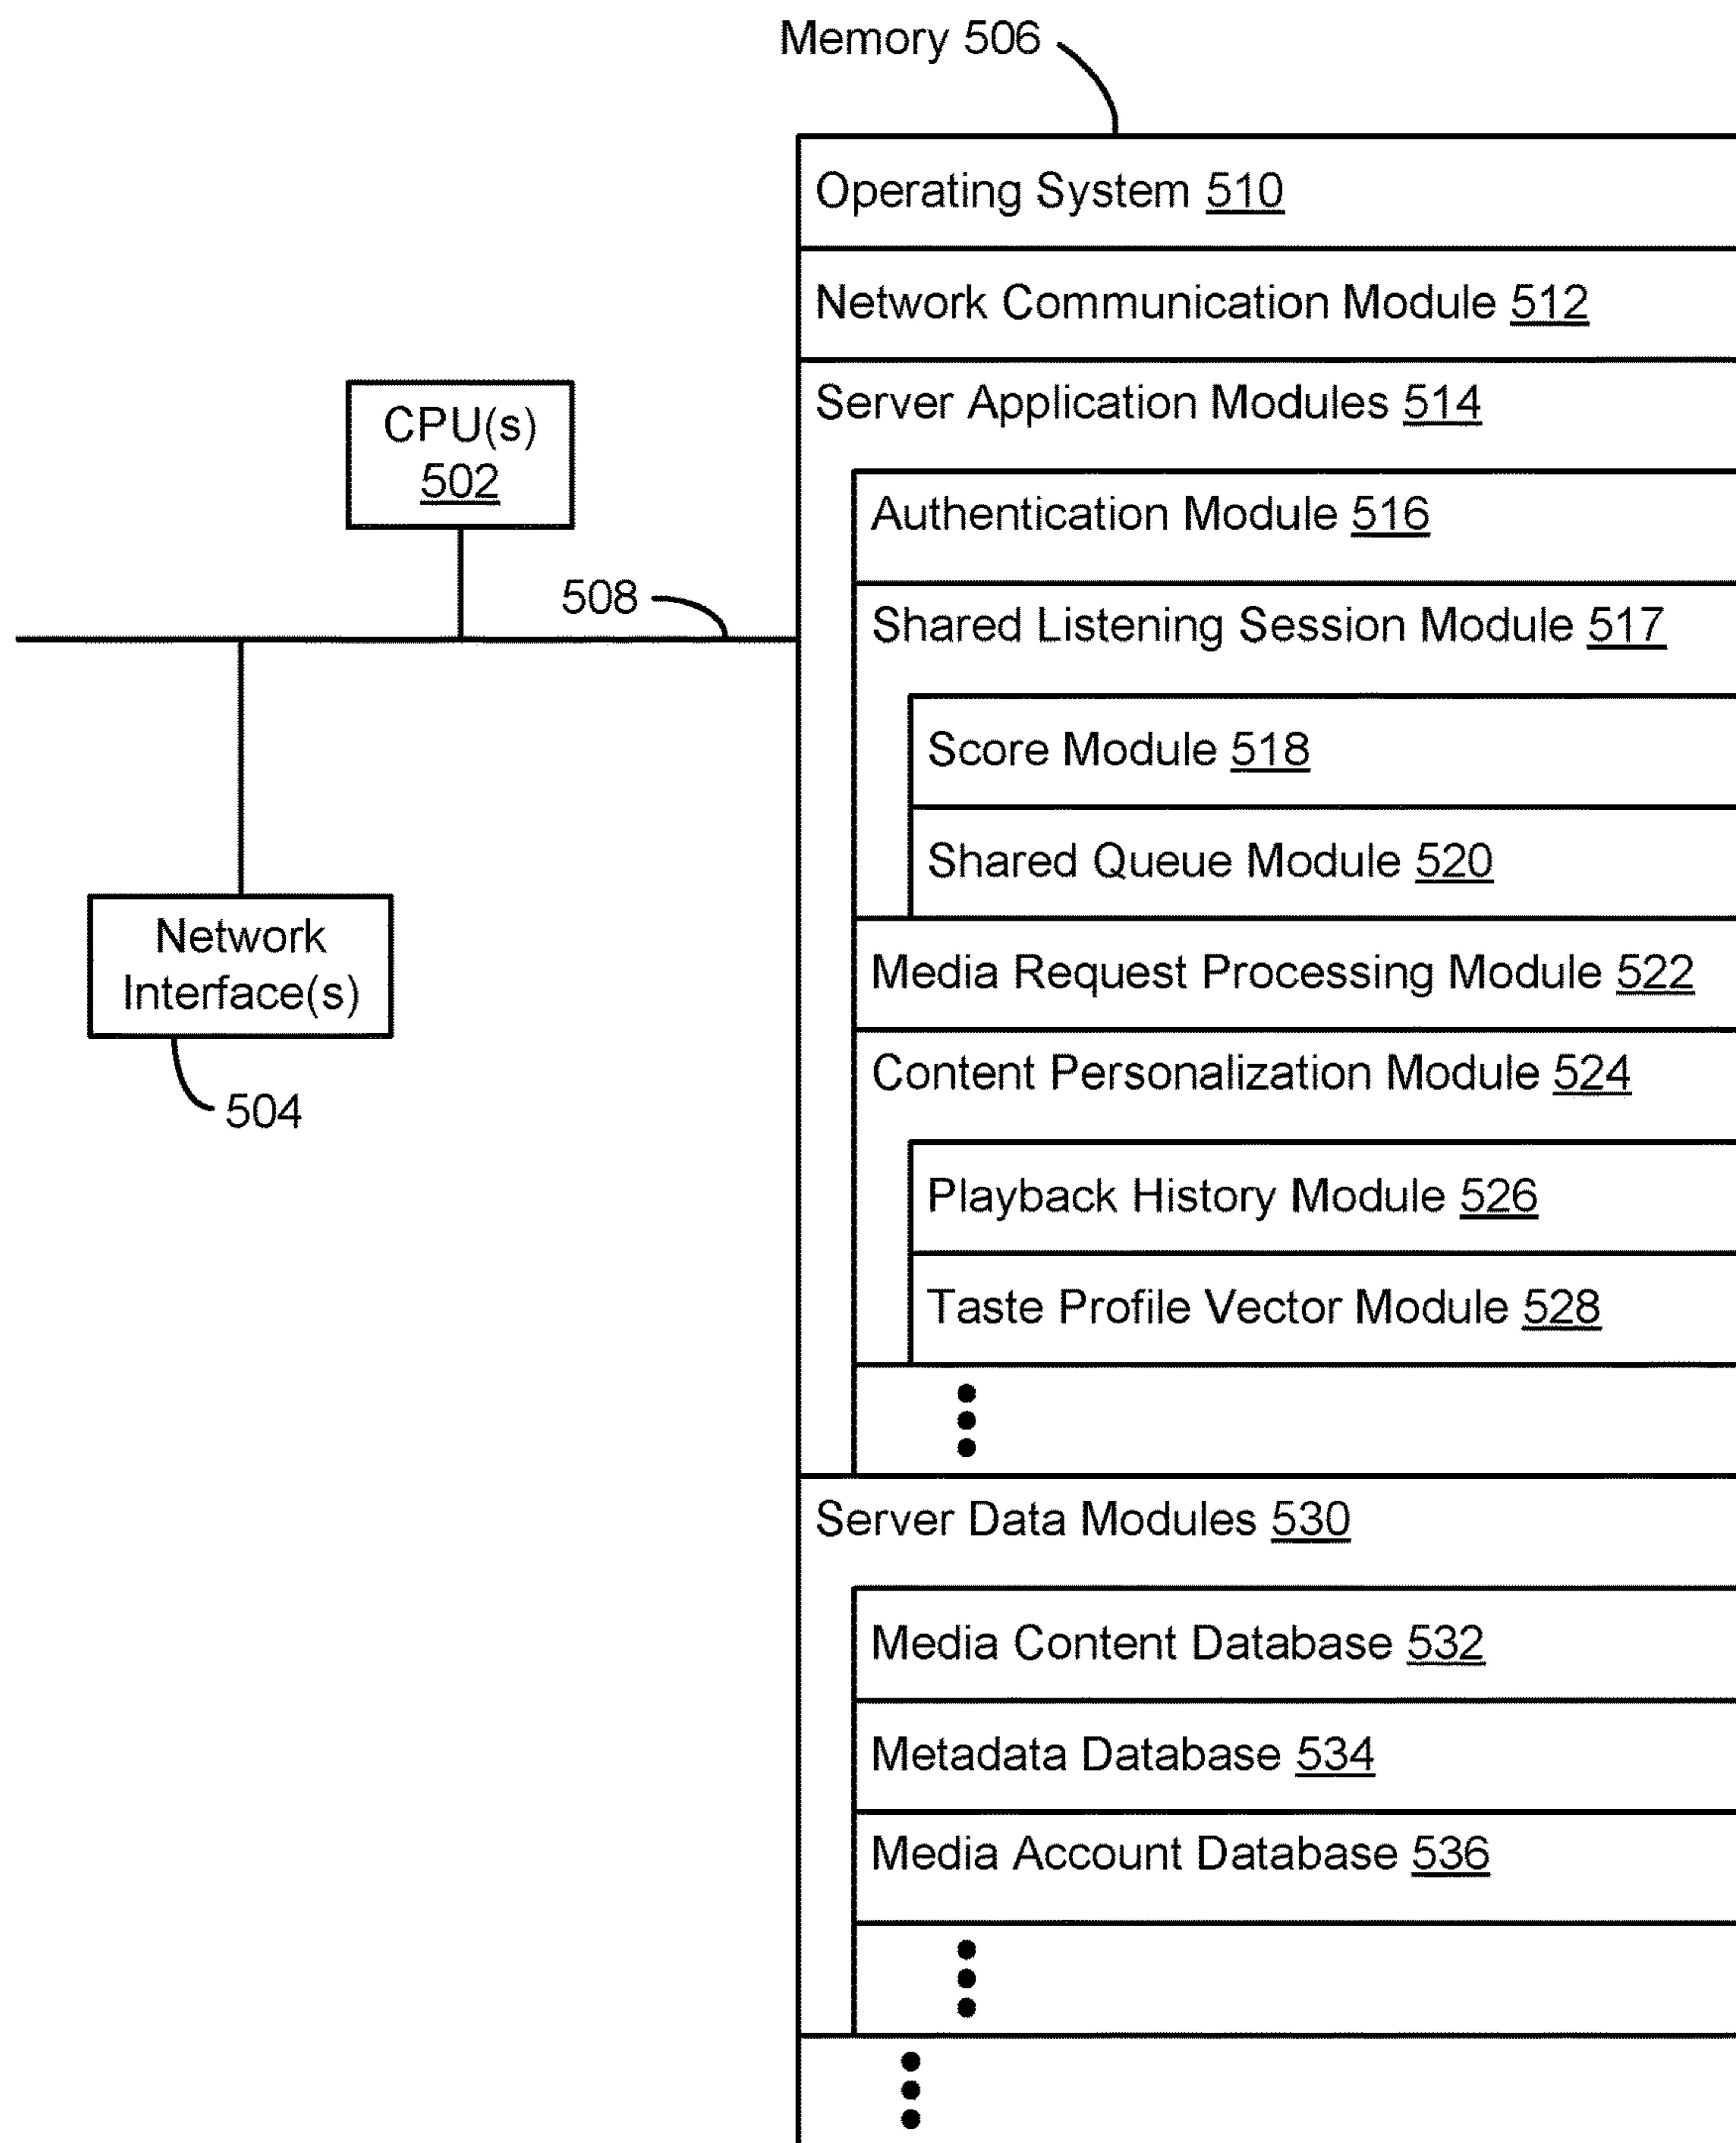 Memory 506
Operating System 510
Network Communication Module 512
Server Application Modules 514
CPU(s)
502
Authentication Module 516
508
Shared Listening Session Module 517
Score Module 518
Shared Queue Module 520
Network
Interface(s)
504
Media Request Processing Module 522
Content Personalization Module 524
Playback History Module 526
Taste Profile Vector Module 528
Server Data Modules 530
Media Content Database 532
Metadata Database 534
Media Account Database 536